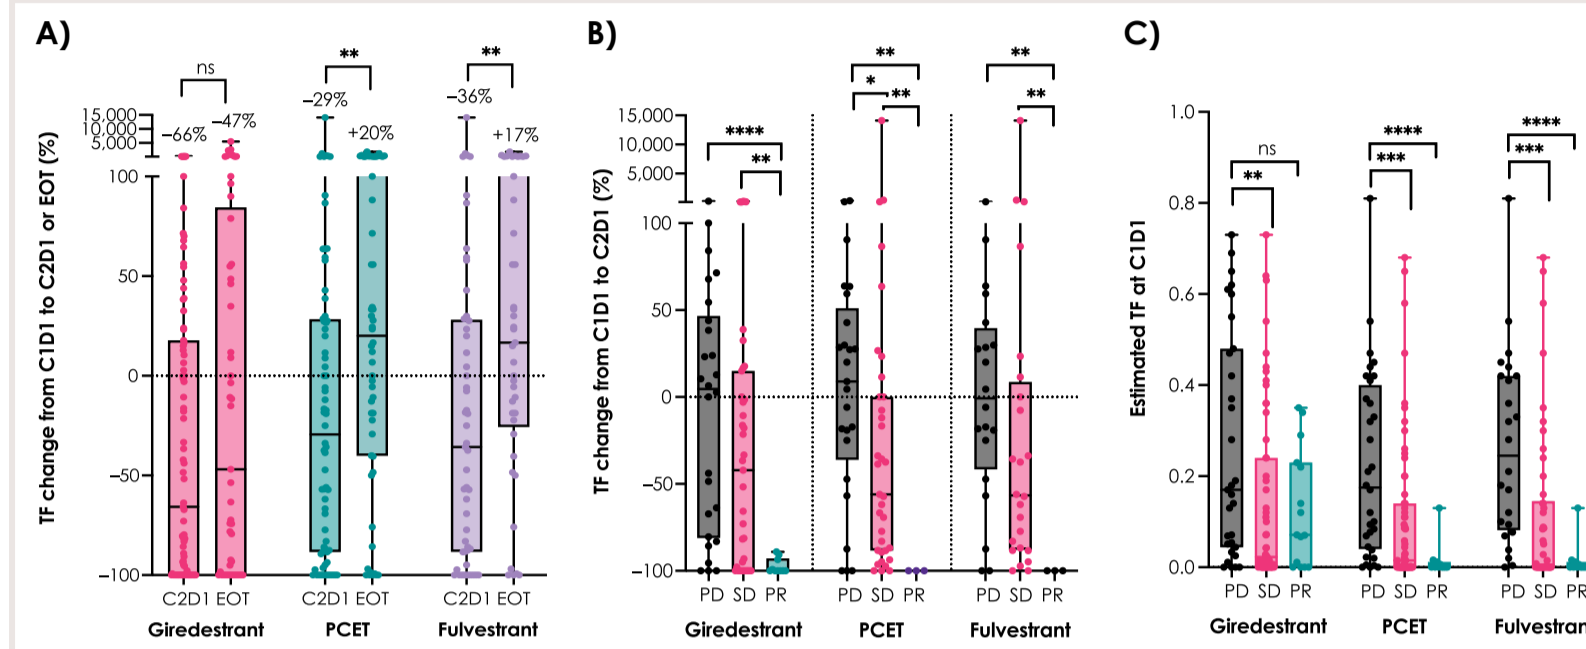 A)
TF change from C1D1 to C2D1 or EOT (%)
15,000
10,000
5,000
100
50
0
–50
–100
ns
**
**
–66%
–47%
–29%
+20%
–36%
+17%
C2D1 EOT
C2D1 EOT
C2D1 EOT
Giredestrant
PCET
Fulvestrant
B)
TF change from C1D1 to C2D1 (%)
15,000
10,000
5,000
100
50
0
–50
–100
****
**
**
*
**
**
**
PD SD PR
PD SD PR
PD SD PR
Giredestrant
PCET
Fulvestrant
C)
Estimated TF at C1D1
1.0
0.8
0.6
0.4
0.2
0.0
ns
**
****
***
****
***
PD SD PR
PD SD PR
PD SD PR
Giredestrant
PCET
Fulvestran